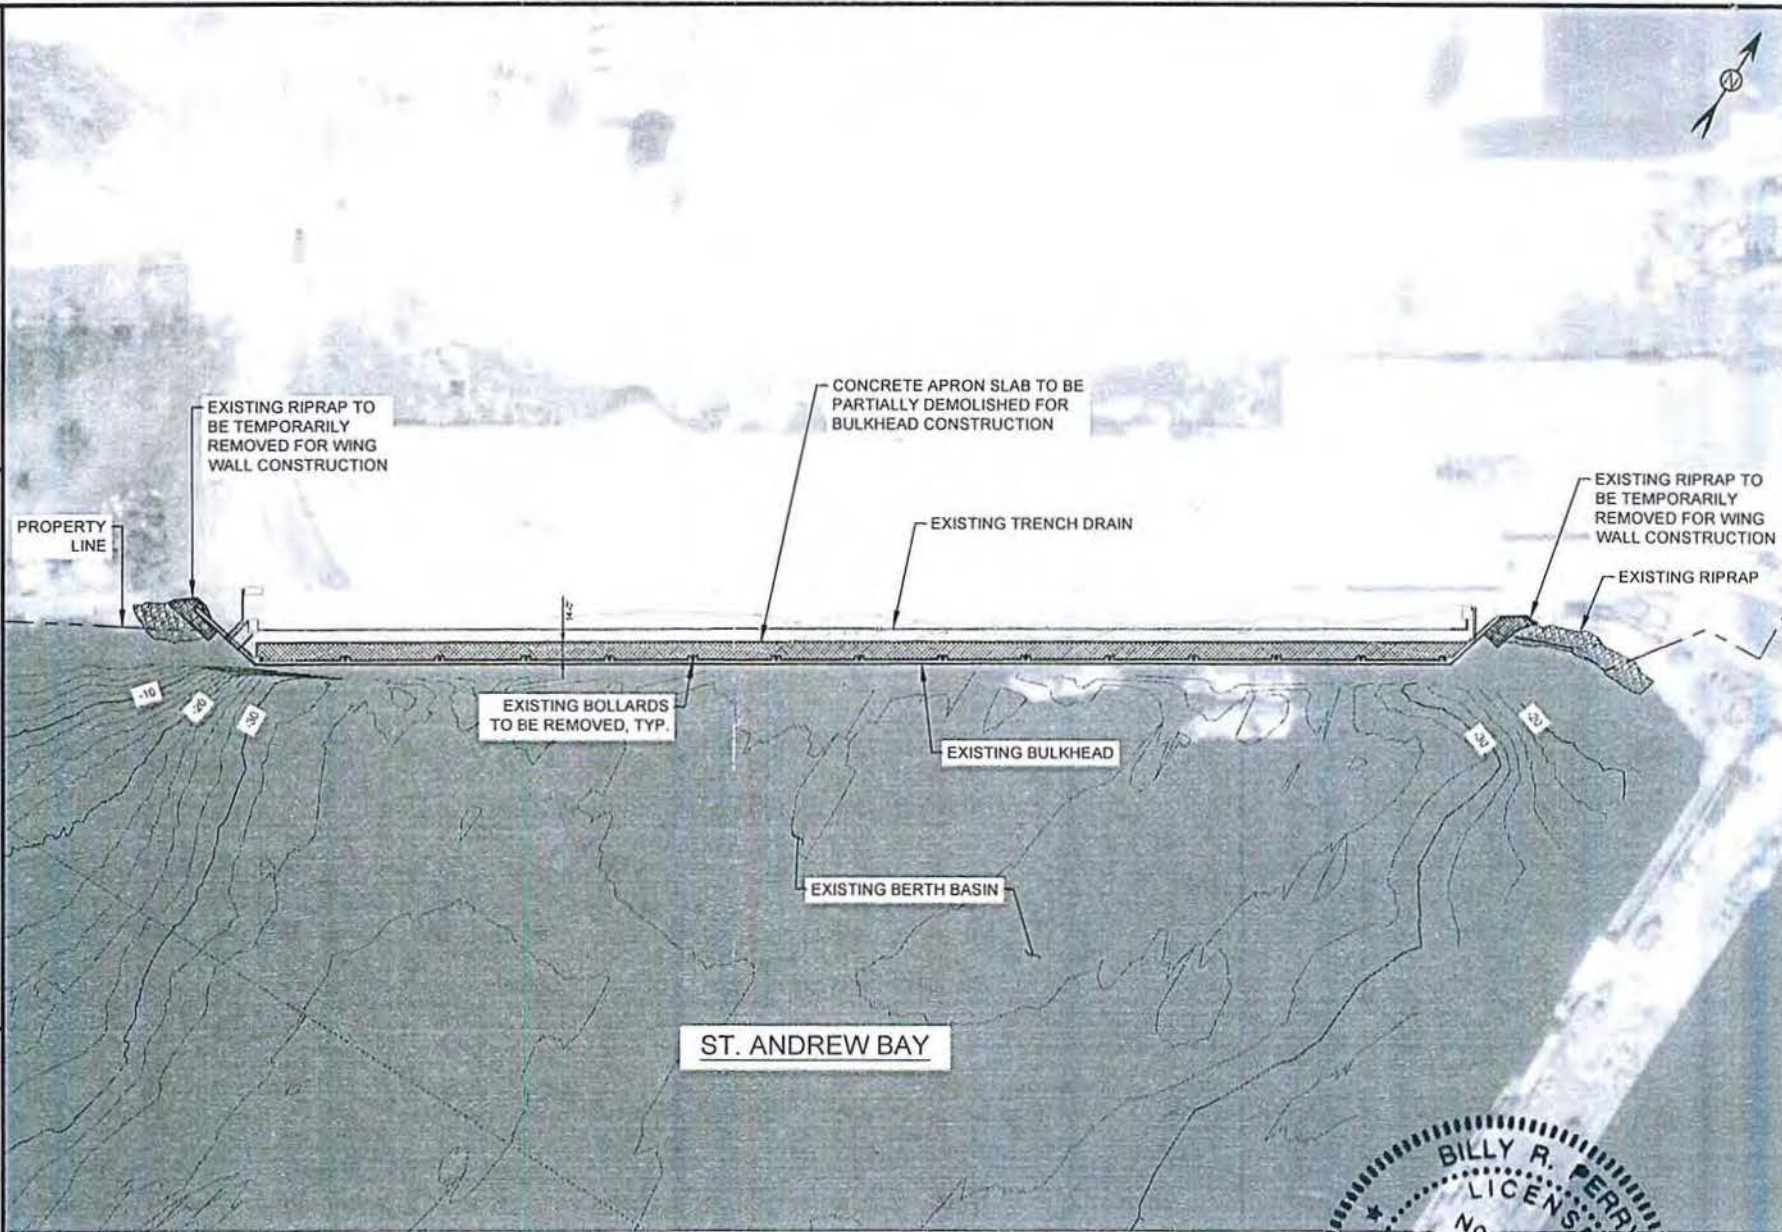 N
CONCRETE APRON SLAB TO BE
PARTIALLY DEMOLISHED FOR
BULKHEAD CONSTRUCTION
EXISTING RIPRAP TO
BE TEMPORARILY
REMOVED FOR WING
WALL CONSTRUCTION
EXISTING RIPRAP TO
BE TEMPORARILY
REMOVED FOR WING
WALL CONSTRUCTION
PROPERTY
LINE
EXISTING TRENCH DRAIN
EXISTING RIPRAP
-10
-20
-30
EXISTING BOLLARDS
TO BE REMOVED, TYP.
EXISTING BULKHEAD
-30
-20
EXISTING BERTH BASIN
ST. ANDREW BAY
BILLY R. PERRY
LICENS
No